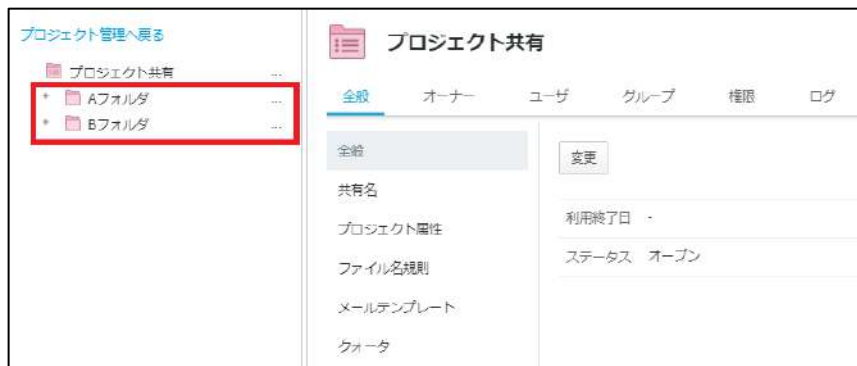 プロジェクト管理へ戻る
プロジェクト共有 ...
+ Aフォルダ ...
+ Bフォルダ ...
プロジェクト共有
全般 オーナー ユーザ グループ 権限 ログ
全般
共有名
プロジェクト属性
ファイル名規則
メールテンプレート
クォータ
変更
利用終了日 -
ステータス オープン